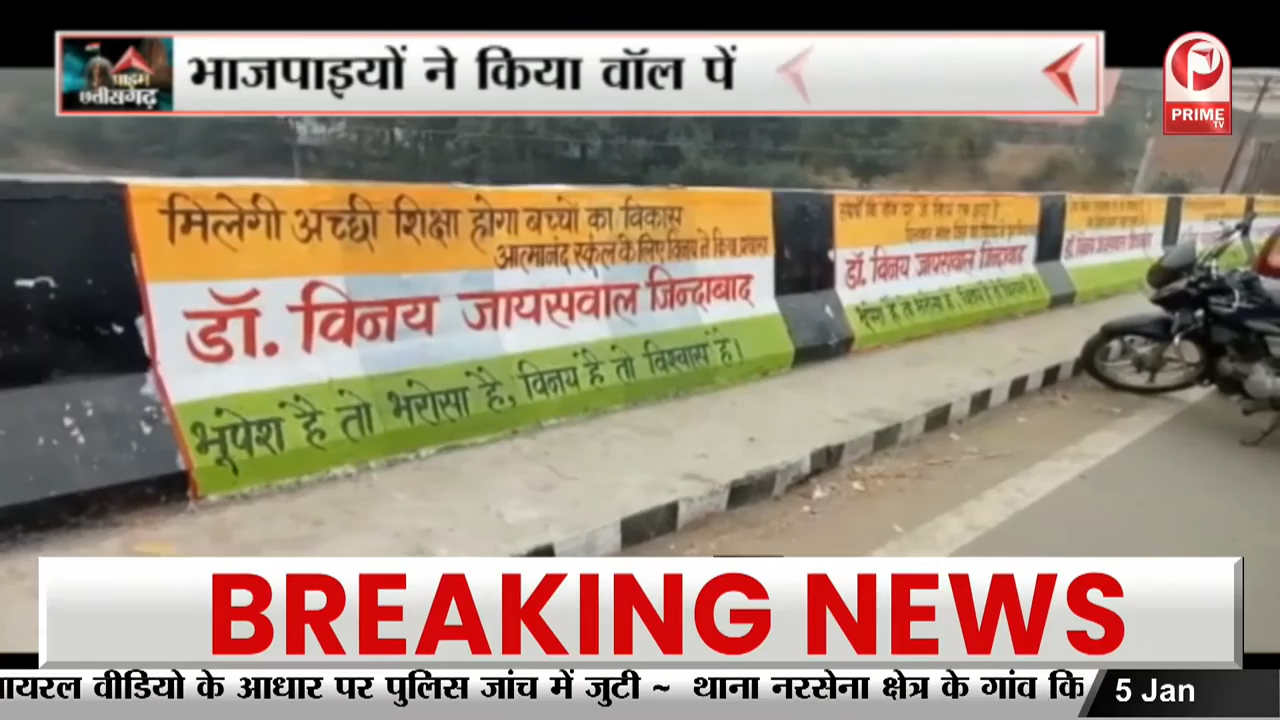 प्राइम
छत्तीसगढ़
भाजपाइयों ने किया वॉल पें
PRIME
TV
मिलेगी अच्छी शिक्षा होगा बच्चों का विकास
आत्मानंद स्कूल के लिए विनय ने किया प्रयास
डॉ. विनय जायसवाल जिन्दाबाद
भूपेश है तो भरोसा है, विनय है तो विश्वास है।
डॉ. विनय जायसवाल जिन्दाबाद
BREAKING NEWS
ायरल वीडियो के आधार पर पुलिस जांच में जुटी ~ थाना नरसेना क्षेत्र के गांव कि
5 Jan